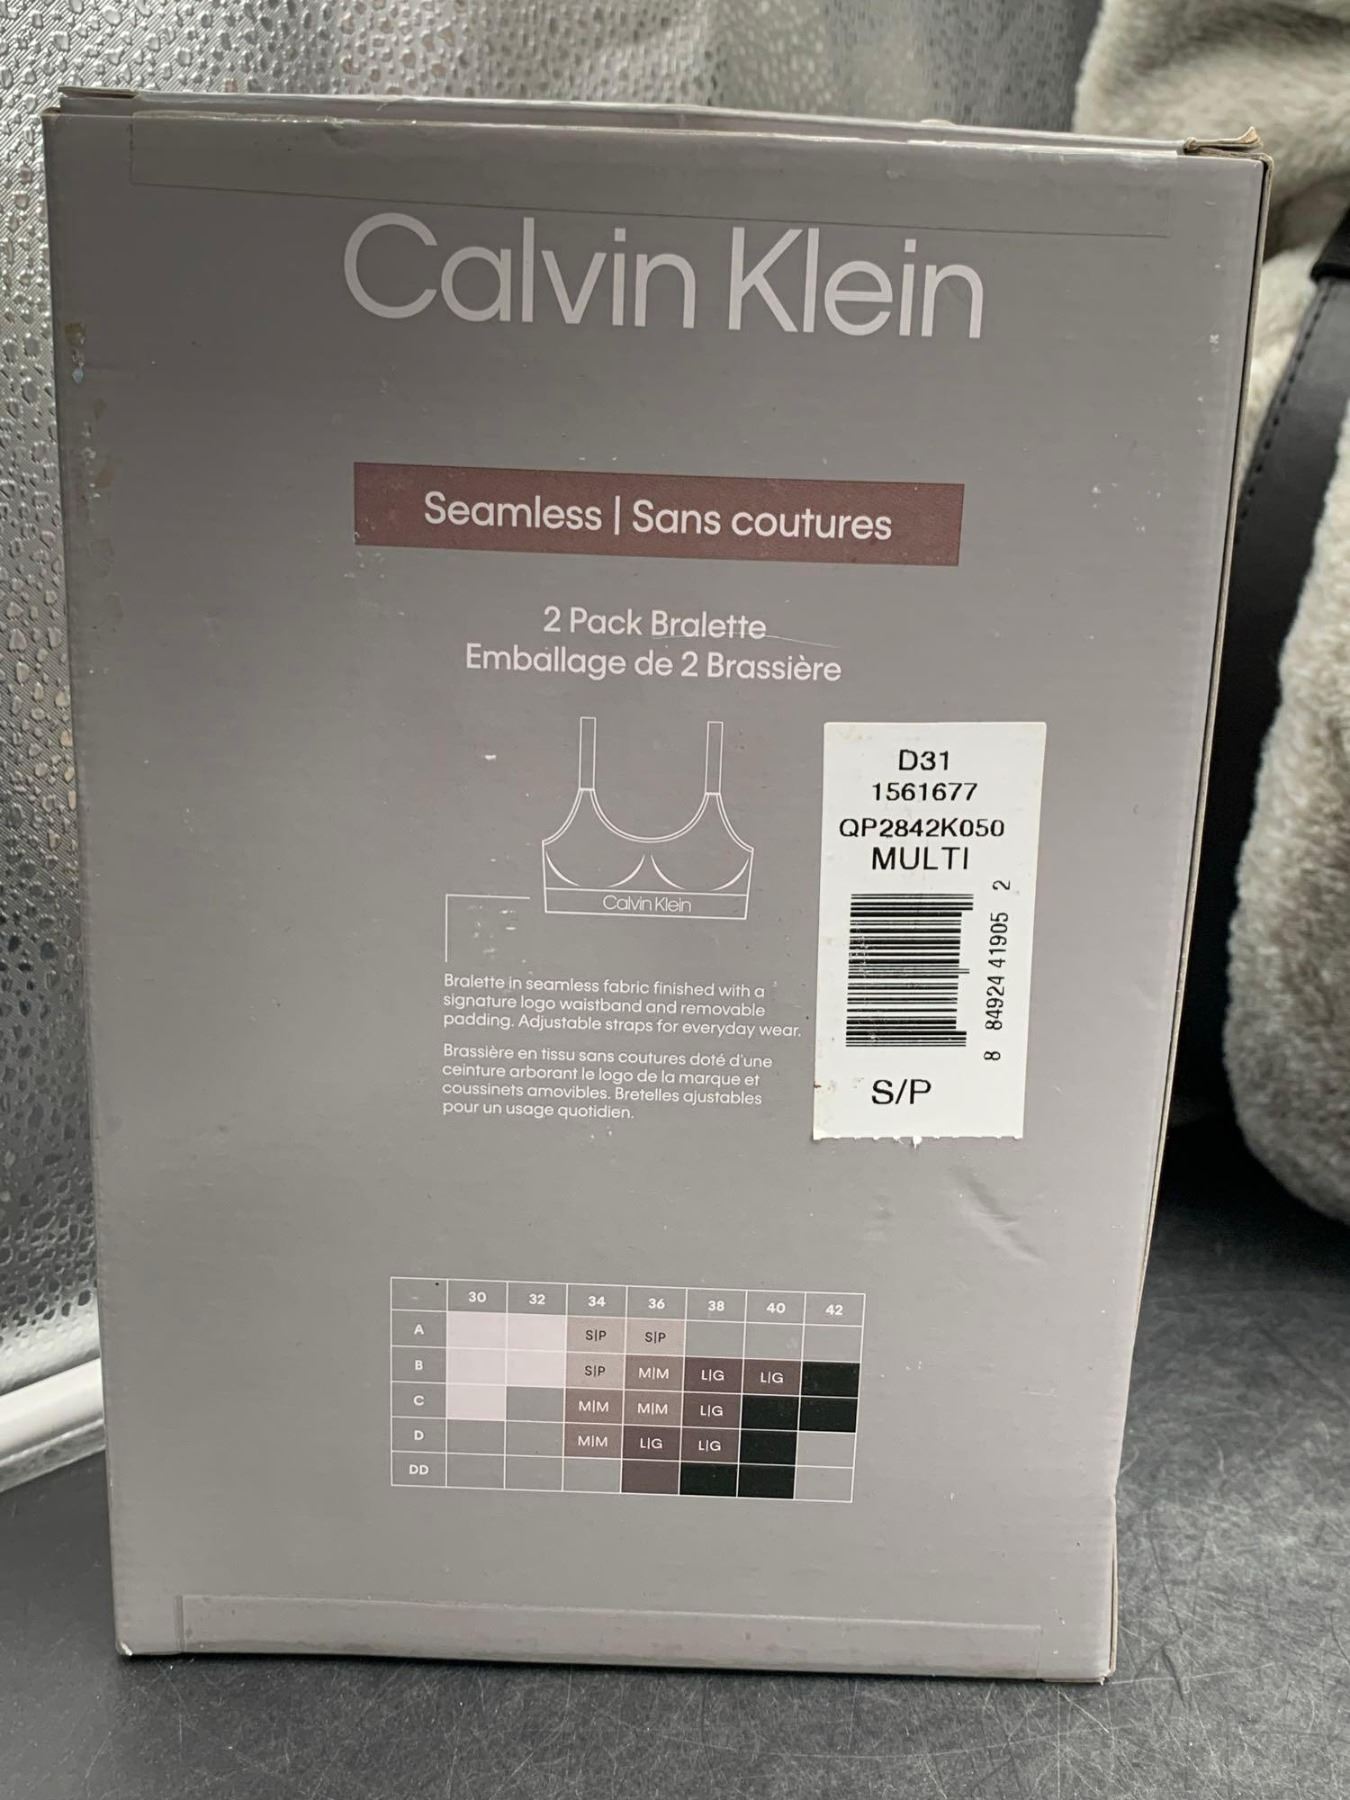 Calvin Klein
Seamless | Sans coutures
2 Pack Bralette
Emballage de 2 Brassière
Calvin Klein
Bralette in seamless fabric finished with a
signature logo waistband and removable
padding. Adjustable straps for everyday wear.
Brassière en tissu sans coutures doté d'une
ceinture arborant le logo de la marque et
coussinets amovibles. Bretelles ajustables
pour un usage quotidien.
D31
1561677
QP2842K050
MULTI
8 84924 41905 2
S/P
30 32 34 36 38 40 42
A S|P S|P
B S|P M|M L|G L|G
C M|M M|M L|G
D M|M L|G L|G
DD